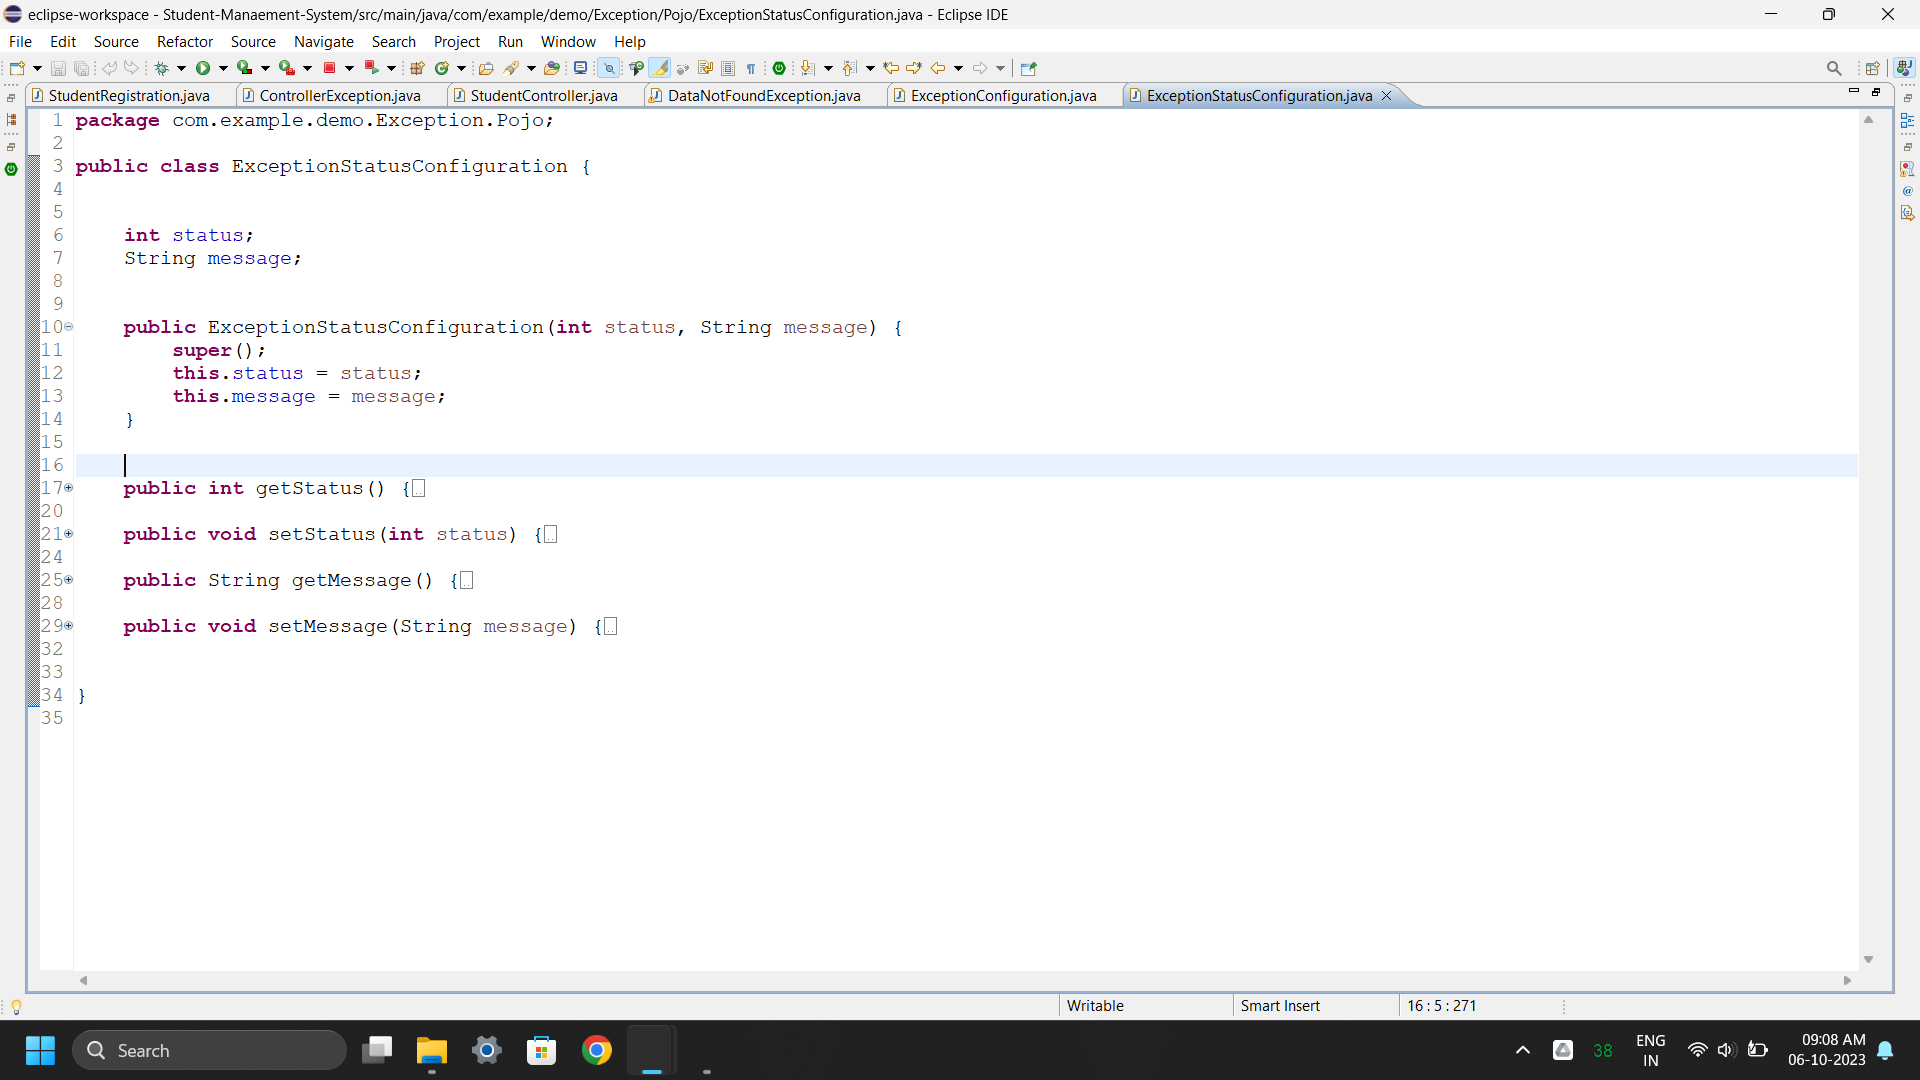 eclipse-workspace - Student-Manaement-System/src/main/java/com/example/demo/Exception/Pojo/ExceptionStatusConfiguration.java - Eclipse IDE
File Edit Source Refactor Source Navigate Search Project Run Window Help
StudentRegistration.java ControllerException.java StudentController.java DataNotFoundException.java ExceptionConfiguration.java ExceptionStatusConfiguration.java
1 package com.example.demo.Exception.Pojo;
2
3 public class ExceptionStatusConfiguration {
4
5
6 int status;
7 String message;
8
9
10 public ExceptionStatusConfiguration(int status, String message) {
11 super();
12 this.status = status;
13 this.message = message;
14 }
15
16
17 public int getStatus() {
20
21 public void setStatus(int status) {
24
25 public String getMessage() {
28
29 public void setMessage(String message) {
32
33
34 }
35
Writable Smart Insert 16 : 5 : 271
Search 38 ENG IN 09:08 AM 06-10-2023